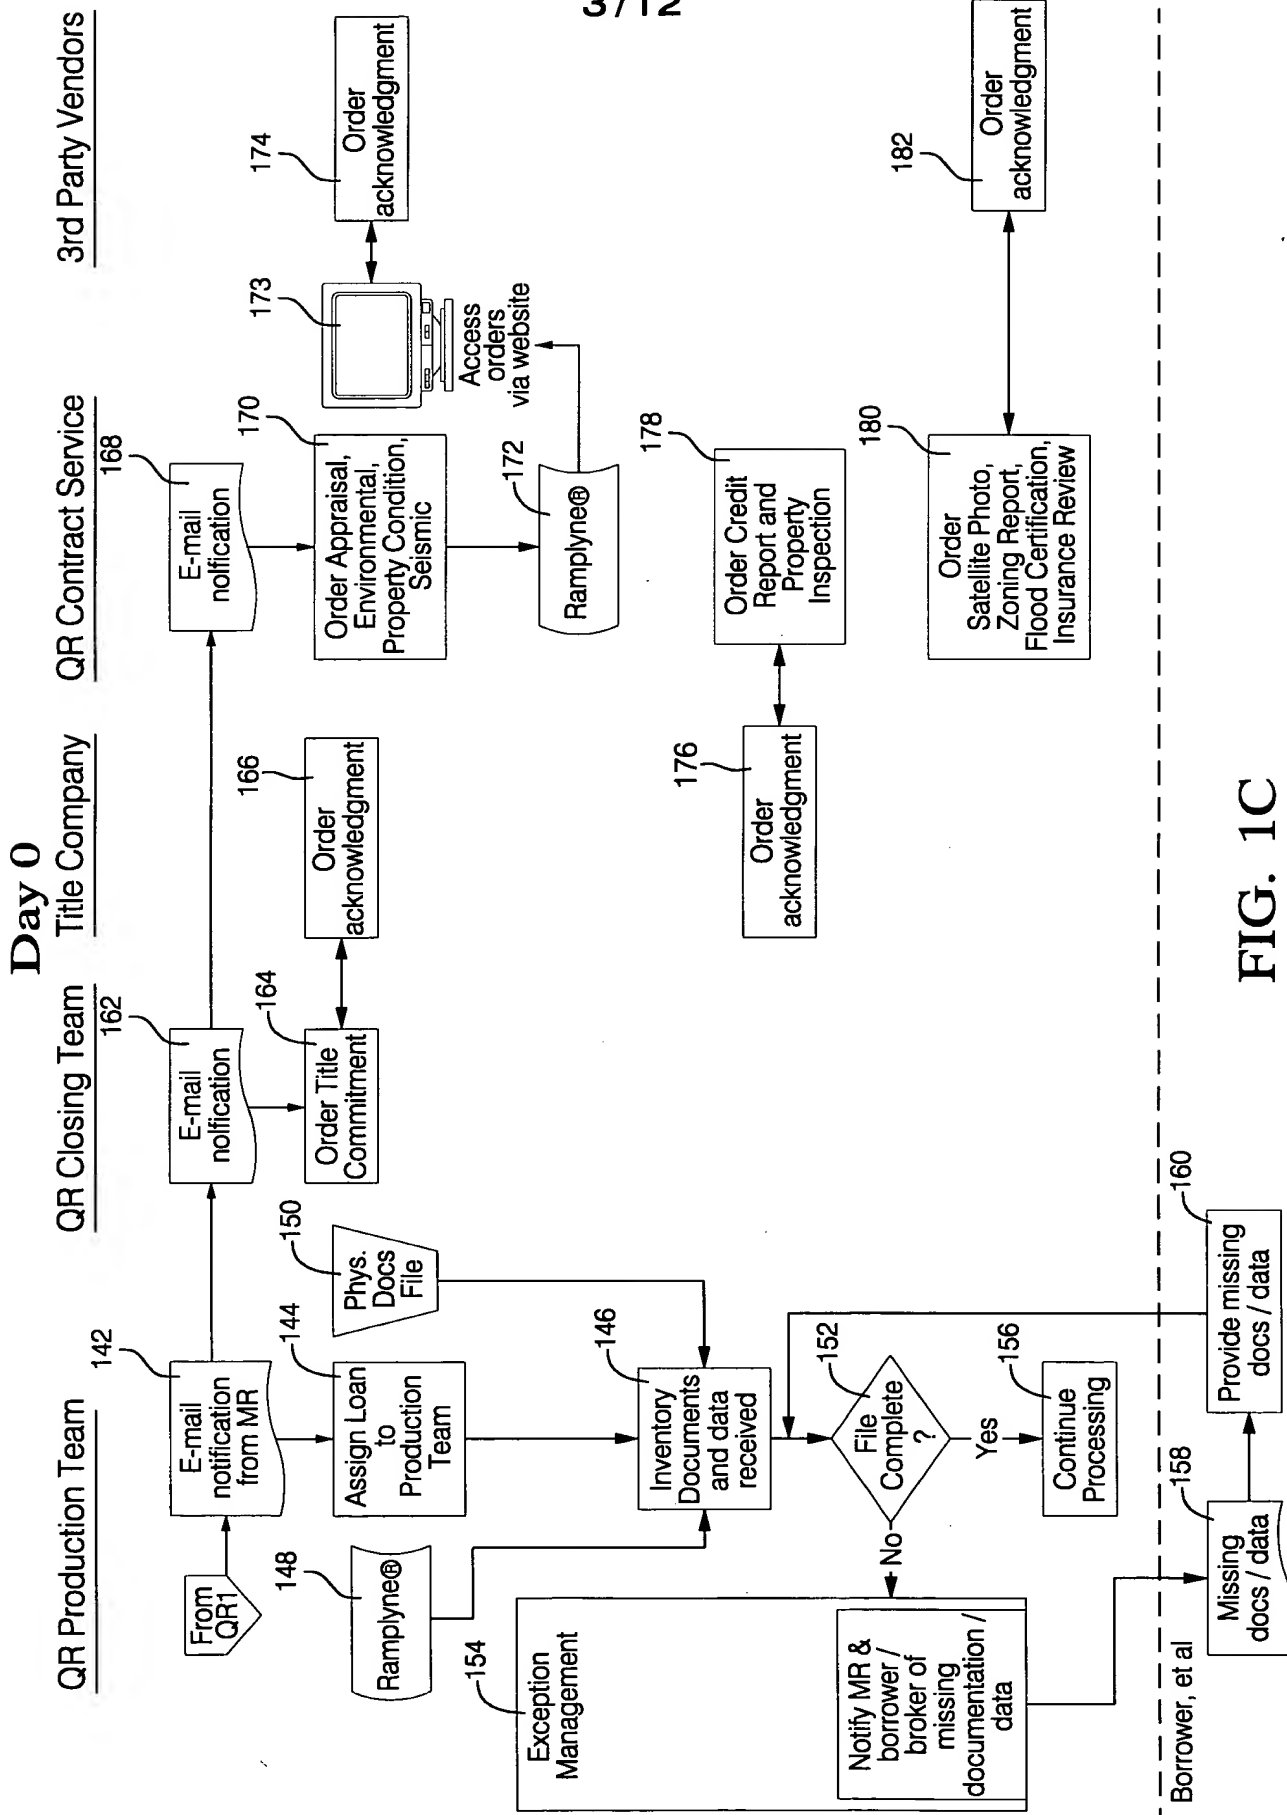 3/12
Day 0
QR Production Team
QR Closing Team
Title Company
QR Contract Service
3rd Party Vendors
From
QR1
142
E-mail
notification
from MR
162
E-mail
nolfication
168
E-mail
nolfication
144
Assign Loan
to
Production
Team
150
Phys.
Docs
File
164
Order Title
Commitment
166
Order
acknowledgment
170
Order Appraisal,
Environmental,
Property Condition,
Seismic
173
Access
orders
via website
174
Order
acknowledgment
148
Ramplyne®
172
Ramplyne®
146
Inventory
Documents
and data
received
176
Order
acknowledgment
178
Order Credit
Report and
Property
Inspection
154
Exception
Management
152
File
Complete
?
No
Yes
Notify MR &
borrower /
broker of
missing
documentation /
data
156
Continue
Processing
180
Order
Satellite Photo,
Zoning Report,
Flood Certification,
Insurance Review
182
Order
acknowledgment
Borrower, et al
158
Missing
docs / data
160
Provide missing
docs / data
FIG. 1C